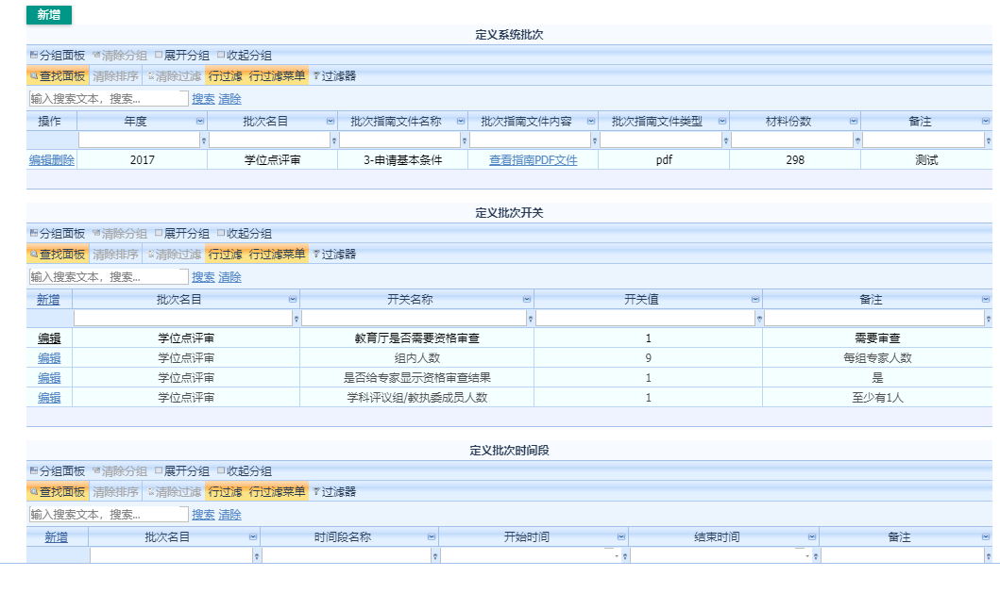 新增
定义系统批次
分组面板 清除分组 展开分组 收起分组
查找面板 清除排序 清除过滤 行过滤 行过滤菜单 过滤器
输入搜索文本，搜索... 搜索 清除
操作 年度 批次名目 批次指南文件名称 批次指南文件内容 批次指南文件类型 材料份数 备注
编辑删除 2017 学位点评审 3-申请基本条件 查看指南PDF文件 pdf 298 测试
定义批次开关
分组面板 清除分组 展开分组 收起分组
查找面板 清除排序 清除过滤 行过滤 行过滤菜单 过滤器
输入搜索文本，搜索... 搜索 清除
新增 批次名目 开关名称 开关值 备注
编辑 学位点评审 教育厅是否需要资格审查 1 需要审查
编辑 学位点评审 组内人数 9 每组专家人数
编辑 学位点评审 是否给专家显示资格审查结果 1 是
编辑 学位点评审 学科评议组/教执委成员人数 1 至少有1人
定义批次时间段
分组面板 清除分组 展开分组 收起分组
查找面板 清除排序 清除过滤 行过滤 行过滤菜单 过滤器
输入搜索文本，搜索... 搜索 清除
新增 批次名目 时间段名称 开始时间 结束时间 备注